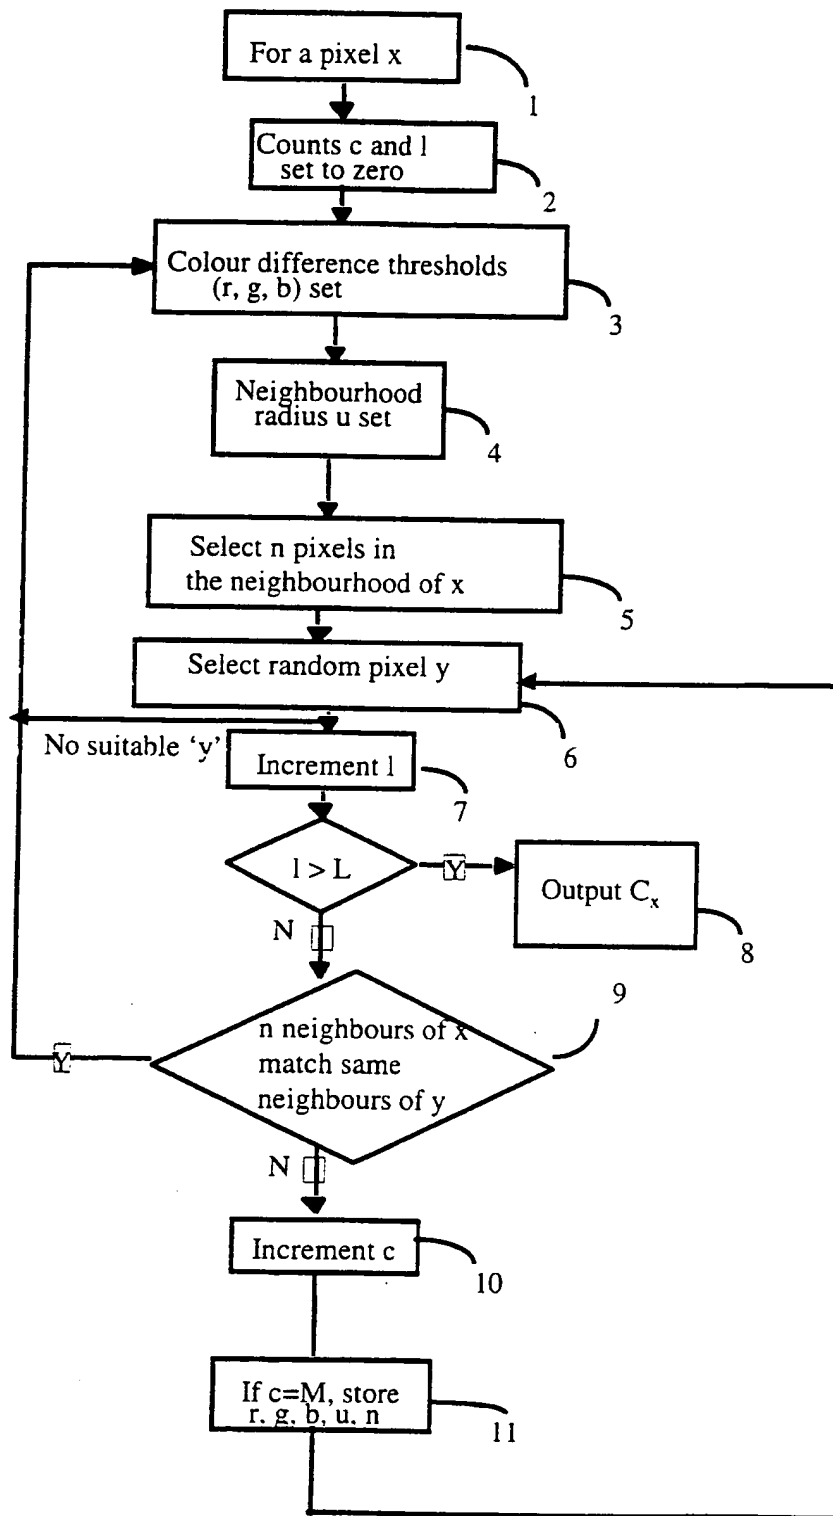 For a pixel x
1
Counts c and l
set to zero
2
Colour difference thresholds
(r, g, b) set
3
Neighbourhood
radius u set
4
Select n pixels in
the neighbourhood of x
5
Select random pixel y
6
No suitable ‘y’
Increment l
7
l > L
Y
Output Cₓ
8
N
9
n neighbours of x
match same
neighbours of y
Y
N
Increment c
10
If c=M, store
r, g, b, u, n
11